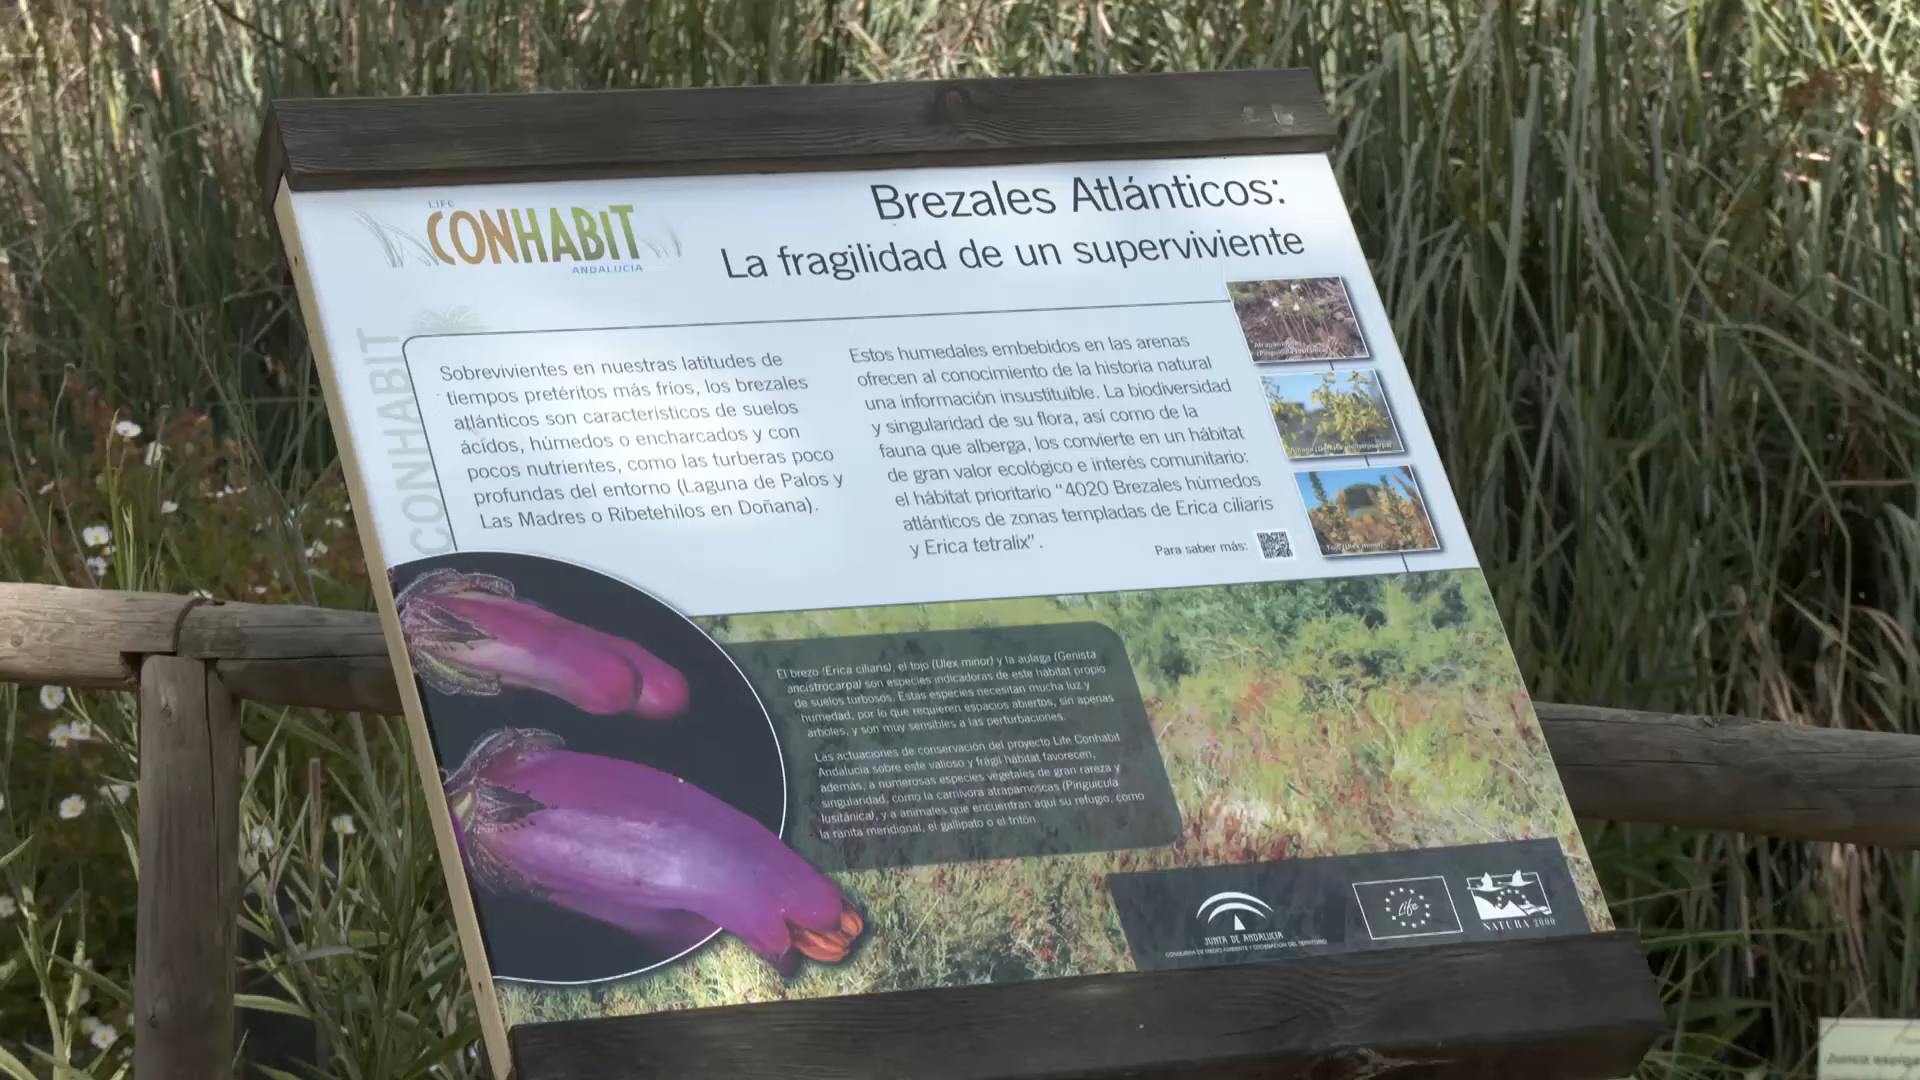 LIFE
CONHABIT
ANDALUCIA
Brezales Atlánticos:
La fragilidad de un superviviente
CONHABIT
Sobrevivientes en nuestras latitudes de
tiempos pretéritos más fríos, los brezales
atlánticos son característicos de suelos
ácidos, húmedos o encharcados y con
pocos nutrientes, como las turberas poco
profundas del entorno (Laguna de Palos y
Las Madres o Ribetehilos en Doñana).
Estos humedales embebidos en las arenas
ofrecen al conocimiento de la historia natural
una información insustituible. La biodiversidad
y singularidad de su flora, así como de la
fauna que alberga, los convierte en un hábitat
de gran valor ecológico e interés comunitario:
el hábitat prioritario "4020 Brezales húmedos
atlánticos de zonas templadas de Erica ciliaris
y Erica tetralix".
Para saber más:
Tojo (Ulex minor)
El brezo (Erica ciliaris), el tojo (Ulex minor) y la aulaga (Genista
ancistrocarpa) son especies indicadoras de este hábitat propio
de suelos turbosos. Estas especies necesitan mucha luz y
humedad, por lo que requieren espacios abiertos, sin apenas
árboles, y son muy sensibles a las perturbaciones.
Las actuaciones de conservación del proyecto Life Conhabit
Andalucía sobre este valioso y frágil hábitat favorecen,
además, a numerosas especies vegetales de gran rareza y
singularidad, como la carnívora atrapamoscas (Pinguicula
lusitánica), y a animales que encuentran aquí su refugio, como
la ranita meridional, el gallipato o el tritón.
JUNTA DE ANDALUCIA
CONSEJERÍA DE MEDIO AMBIENTE Y ORDENACIÓN DEL TERRITORIO
Life
NATURA 2000
Junco